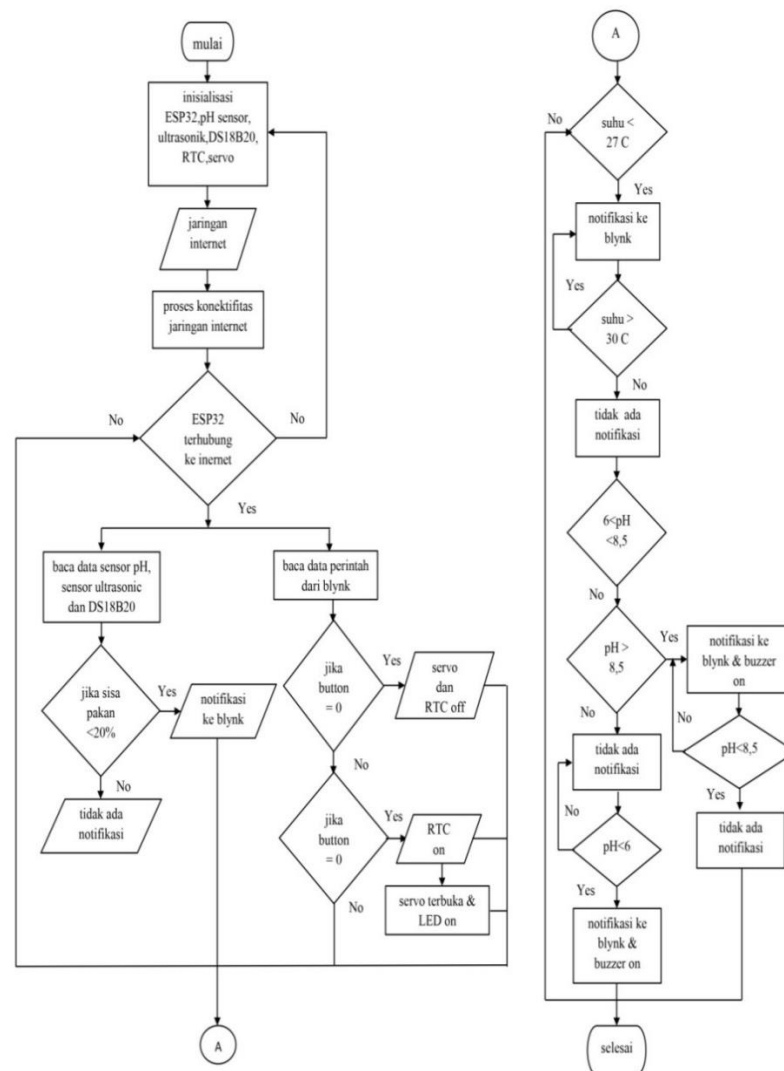 mulai
inisialisasi
ESP32,pH sensor,
ultrasonik,DS18B20,
RTC,servo
jaringan
internet
proses konektifitas
jaringan internet
No
ESP32
terhubung
ke inernet
No
Yes
baca data sensor pH,
sensor ultrasonic
dan DS18B20
baca data perintah
dari blynk
jika sisa
pakan
<20%
Yes
notifikasi
ke blynk
No
tidak ada
notifikasi
jika
button
= 0
Yes
servo
dan
RTC off
No
jika
button
= 0
Yes
RTC
on
No
servo terbuka &
LED on
A
A
No
suhu <
27 C
Yes
notifikasi ke
blynk
Yes
suhu >
30 C
No
tidak ada
notifikasi
6<pH
<8,5
No
pH >
8,5
Yes
notifikasi ke
blynk & buzzer
on
No
No
pH<8,5
tidak ada
notifikasi
Yes
No
tidak ada
notifikasi
pH<6
Yes
notifikasi ke
blynk &
buzzer on
selesai